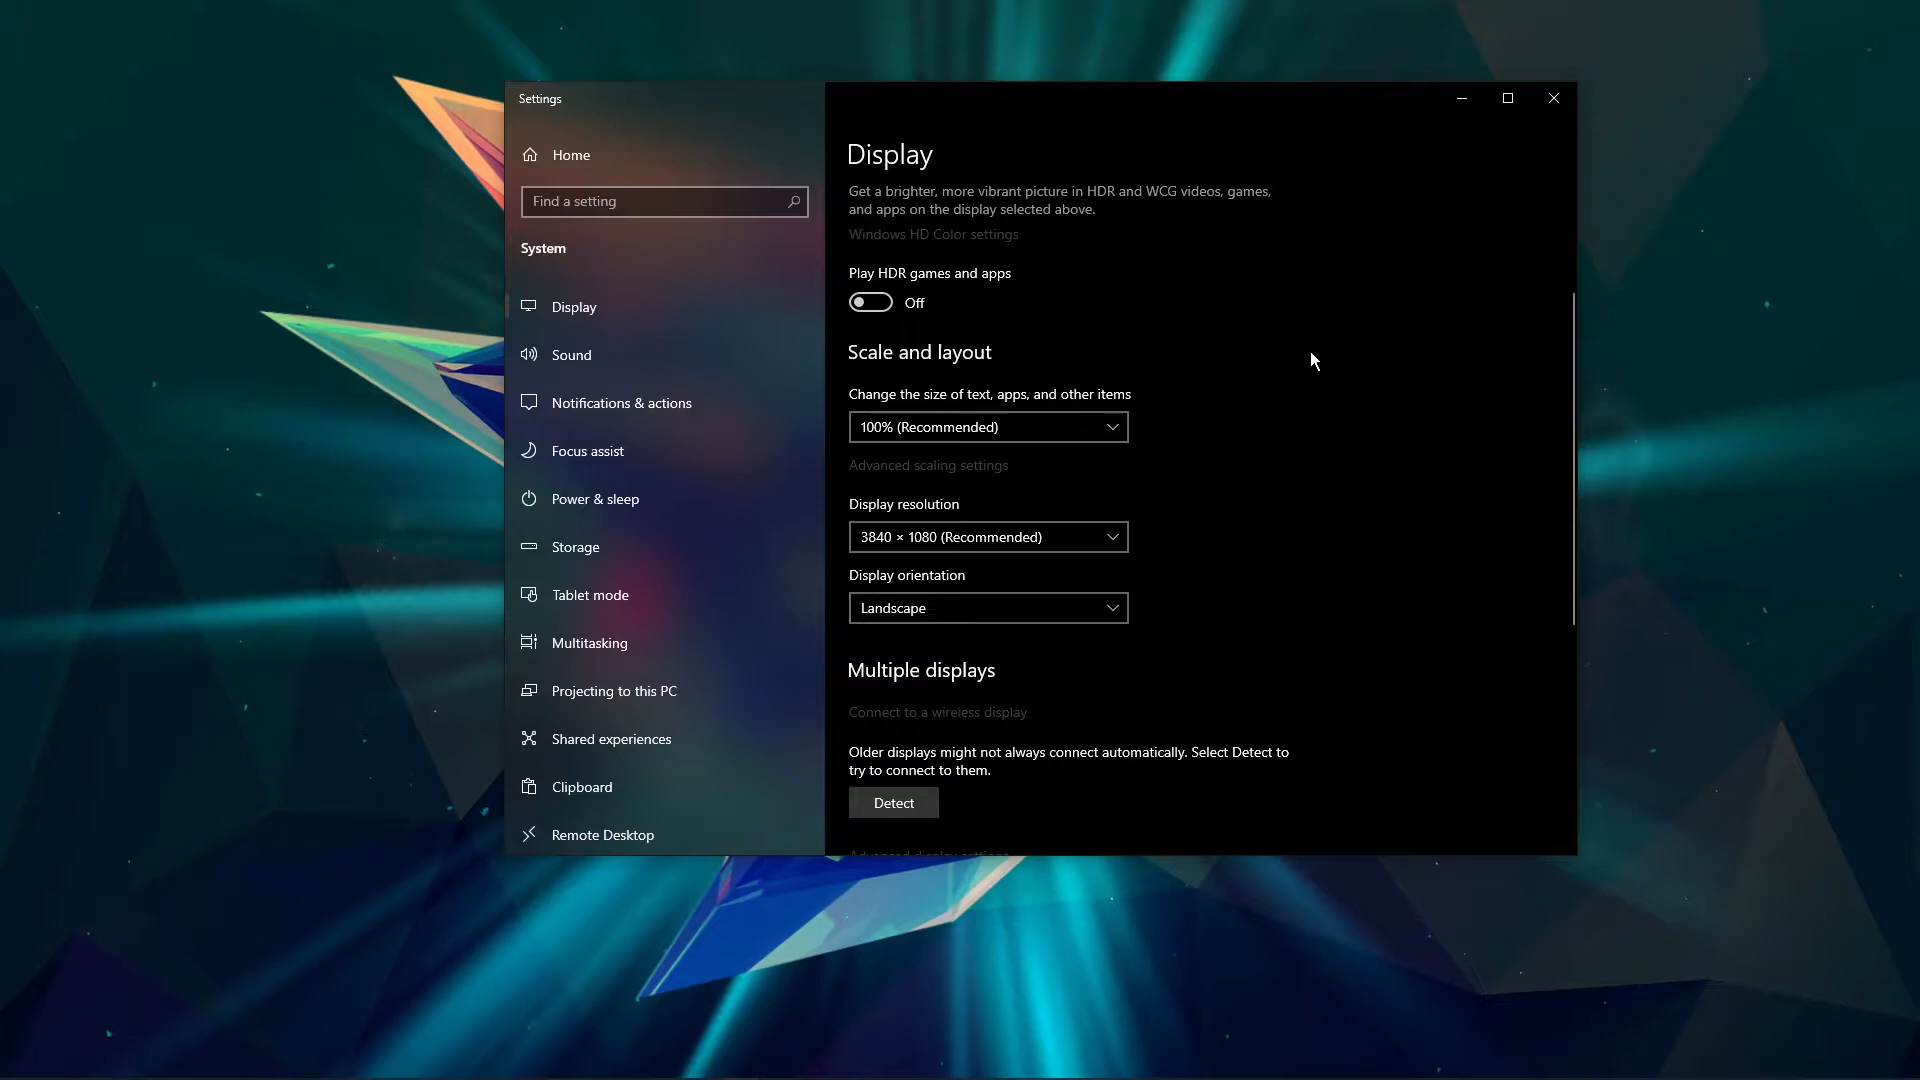 Settings
Home
Find a setting
System
Display
Sound
Notifications & actions
Focus assist
Power & sleep
Storage
Tablet mode
Multitasking
Projecting to this PC
Shared experiences
Clipboard
Remote Desktop
Display
Get a brighter, more vibrant picture in HDR and WCG videos, games,
and apps on the display selected above.
Windows HD Color settings
Play HDR games and apps
Off
Scale and layout
Change the size of text, apps, and other items
100% (Recommended)
Advanced scaling settings
Display resolution
3840 × 1080 (Recommended)
Display orientation
Landscape
Multiple displays
Connect to a wireless display
Older displays might not always connect automatically. Select Detect to
try to connect to them.
Detect
Advanced display settings